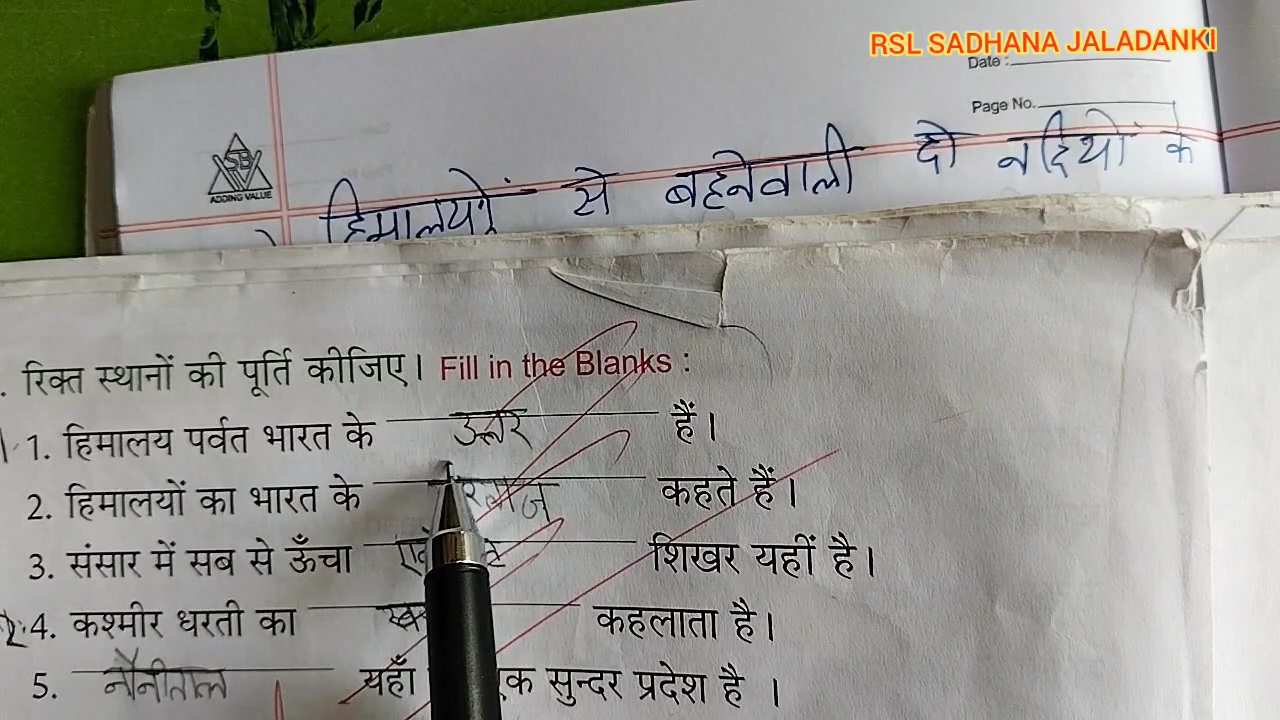 RSL SADHANA JALADANKI
Date :
Page No.
SB
ADDING VALUE
हिमालयों से बहनेवाली दो नदियों के
. रिक्त स्थानों की पूर्ति कीजिए। Fill in the Blanks :
1. हिमालय पर्वत भारत के उत्तर हैं।
2. हिमालयों का भारत के कहते हैं।
3. संसार में सब से ऊँचा शिखर यहीं है।
4. कश्मीर धरती का कहलाता है।
5. नैनीताल यहाँ सुन्दर प्रदेश है ।